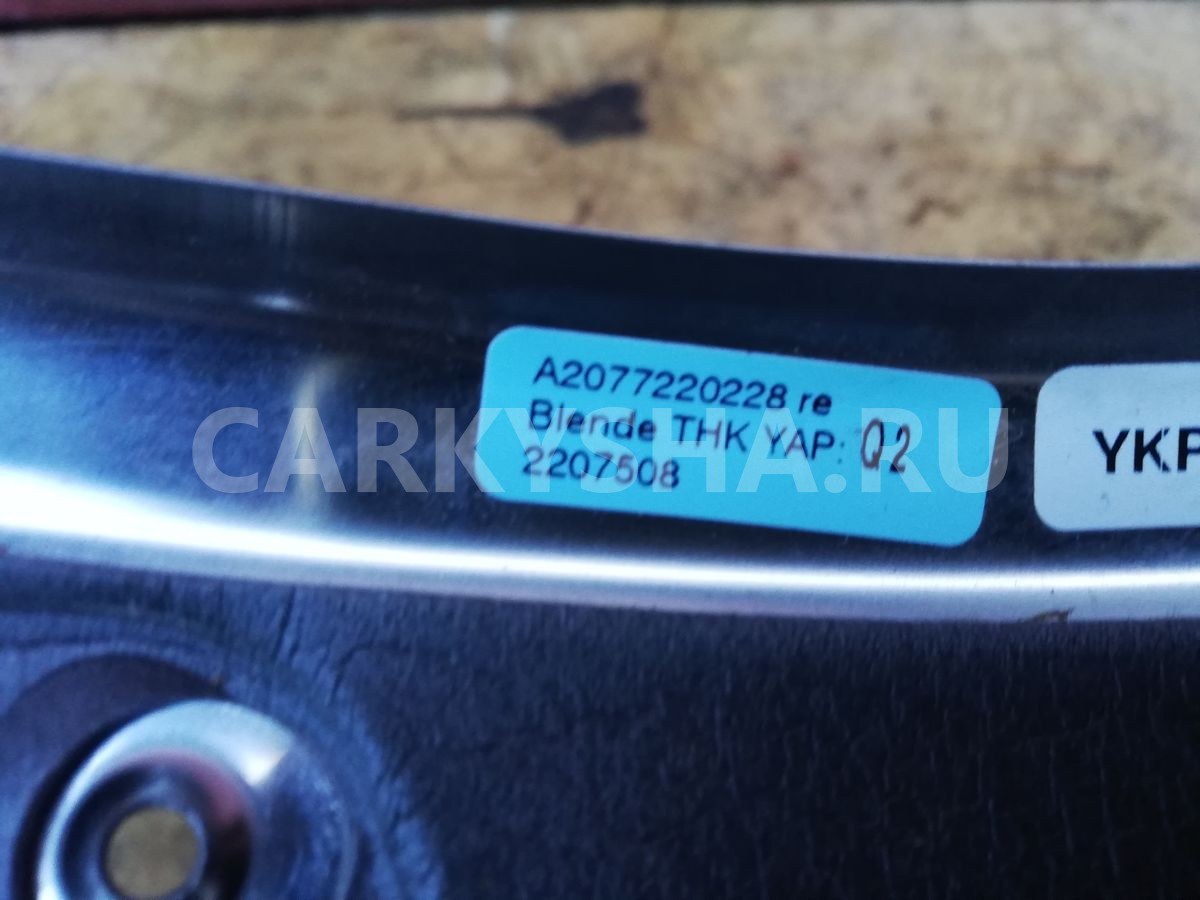 A2077220228 re
Blende THK YAP: Q2
2207508
YKP
CARKYSHA.RU